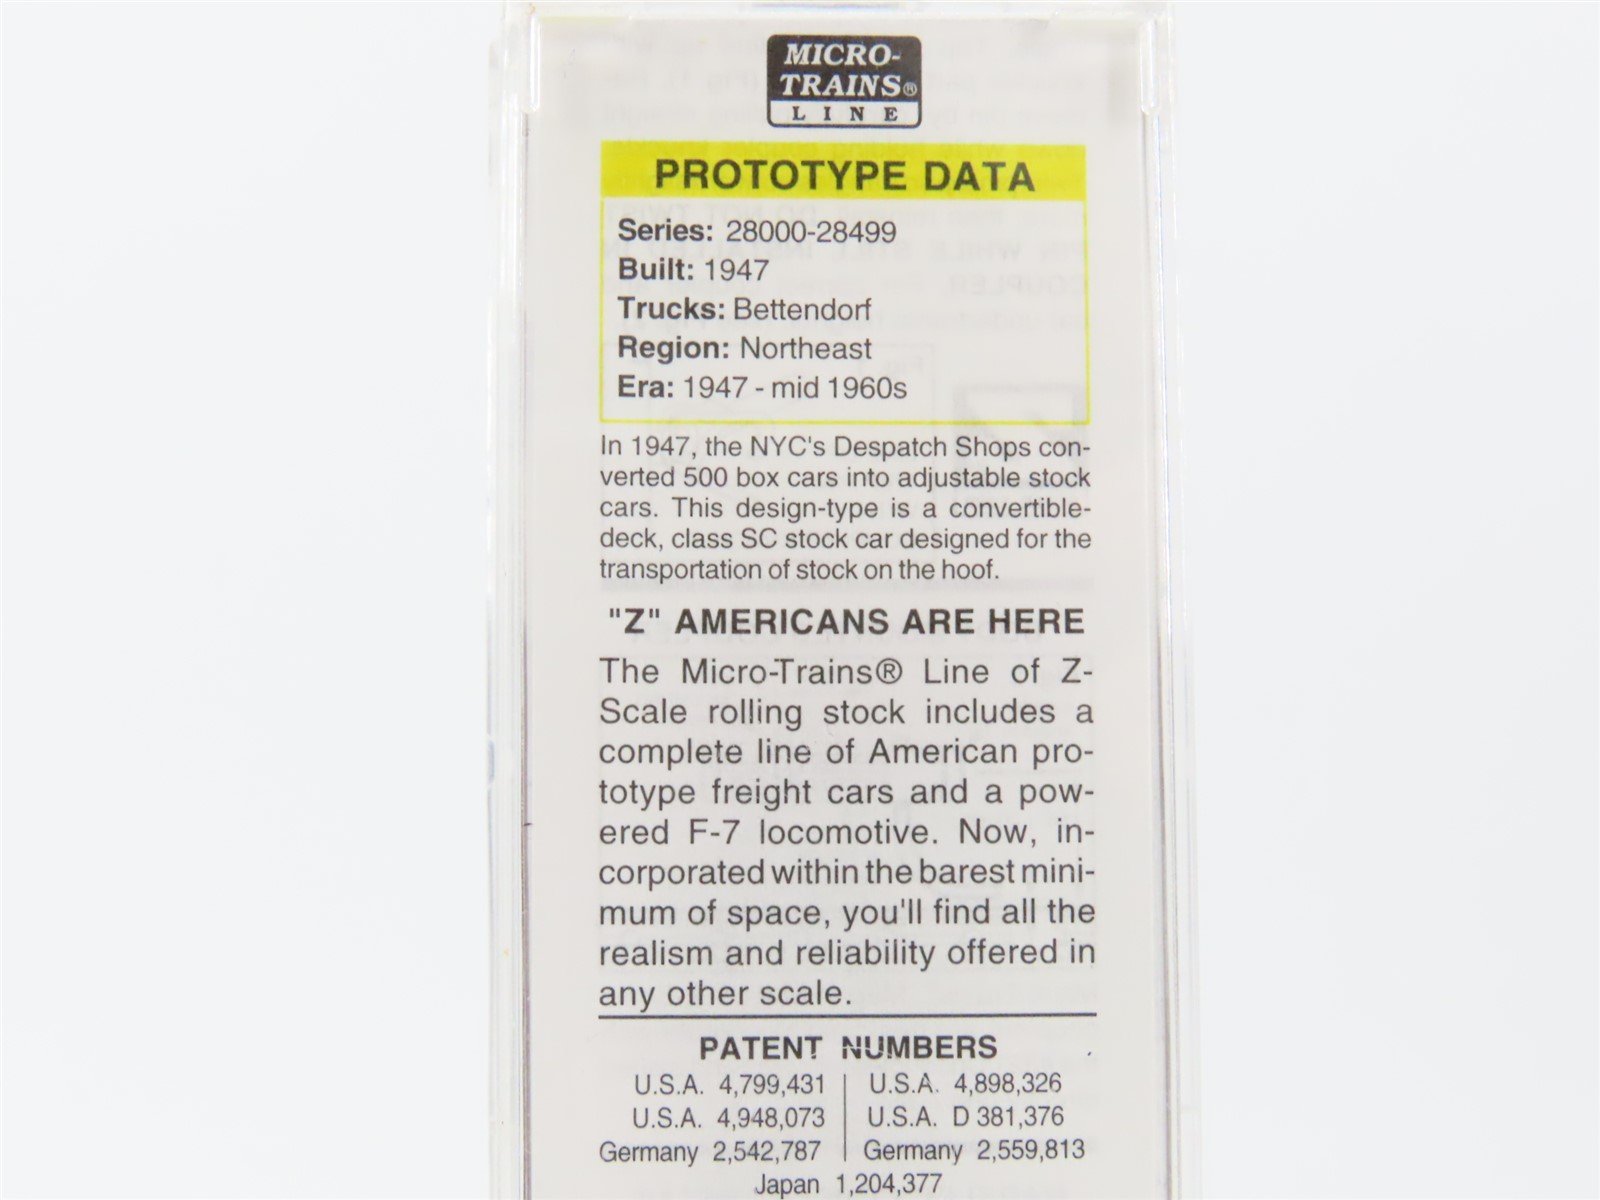 MICRO-
TRAINS®
LINE
PROTOTYPE DATA
Series: 28000-28499
Built: 1947
Trucks: Bettendorf
Region: Northeast
Era: 1947 - mid 1960s
In 1947, the NYC's Despatch Shops con-
verted 500 box cars into adjustable stock
cars. This design-type is a convertible-
deck, class SC stock car designed for the
transportation of stock on the hoof.
"Z" AMERICANS ARE HERE
The Micro-Trains® Line of Z-
Scale rolling stock includes a
complete line of American pro-
totype freight cars and a pow-
ered F-7 locomotive. Now, in-
corporated within the barest mini-
mum of space, you'll find all the
realism and reliability offered in
any other scale.
PATENT NUMBERS
U.S.A. 4,799,431 | U.S.A. 4,898,326
U.S.A. 4,948,073 | U.S.A. D 381,376
Germany 2,542,787 | Germany 2,559,813
Japan 1,204,377